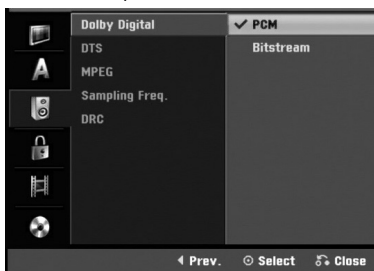 Dolby Digital
✓ PCM
DTS
Bitstream
MPEG
Sampling Freq.
DRC
A
Prev.
Select
Close